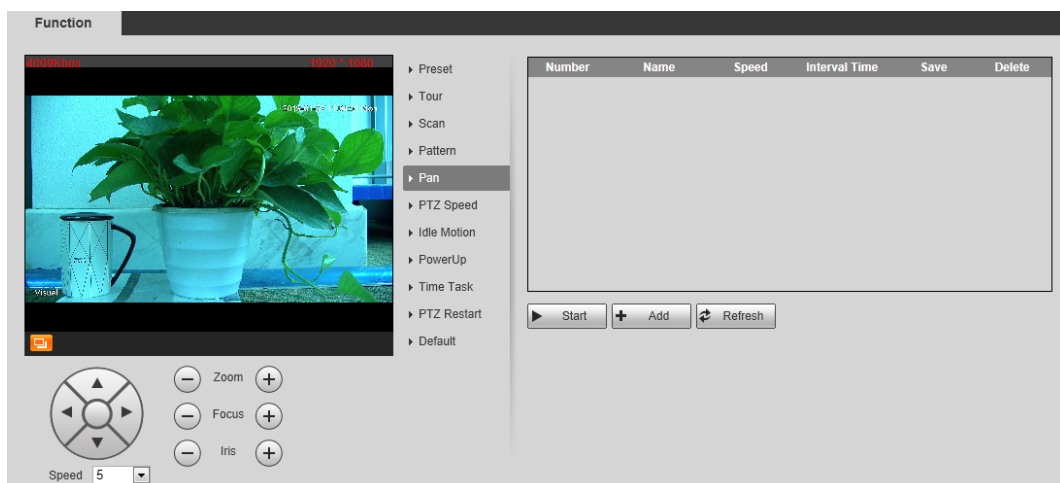 Function
4009Kbps 1920 * 1080
Visual
Preset
Tour
Scan
Pattern
Pan
PTZ Speed
Idle Motion
PowerUp
Time Task
PTZ Restart
Default
Number Name Speed Interval Time Save Delete
Start Add Refresh
Zoom
Focus
Iris
Speed 5